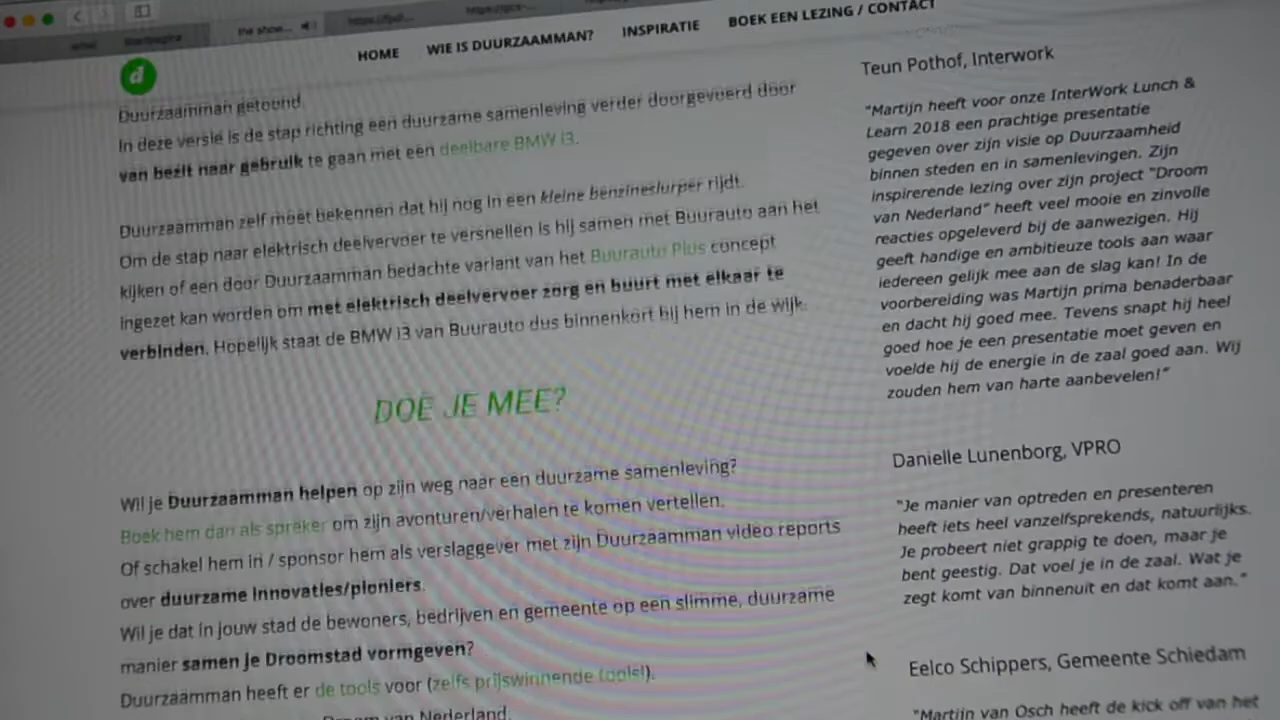 HOME WIE IS DUURZAAMMAN? INSPIRATIE BOEK EEN LEZING / CONTACT
d
Duurzaamman getoond.
In deze versie is de stap richting een duurzame samenleving verder doorgevoerd door
van bezit naar gebruik te gaan met een deelbare BMW i3.
Duurzaamman zelf moet bekennen dat hij nog in een kleine benzineslurper rijdt.
Om de stap naar elektrisch deelvervoer te versnellen is hij samen met Buurauto aan het
kijken of een door Duurzaamman bedachte variant van het Buurauto Plus concept
ingezet kan worden om met elektrisch deelvervoer zorg en buurt met elkaar te
verbinden. Hopelijk staat de BMW i3 van Buurauto dus binnenkort bij hem in de wijk.
DOE JE MEE?
Wil je Duurzaamman helpen op zijn weg naar een duurzame samenleving?
Boek hem dan als spreker om zijn avonturen/verhalen te komen vertellen.
Of schakel hem in / sponsor hem als verslaggever met zijn Duurzaamman video reports
over duurzame innovaties/pioniers.
Wil je dat in jouw stad de bewoners, bedrijven en gemeente op een slimme, duurzame
manier samen je Droomstad vormgeven?
Duurzaamman heeft er de tools voor (zelfs prijswinnende tools!).
Droom van Nederland.
Teun Pothof, Interwork
"Martijn heeft voor onze InterWork Lunch &
Learn 2018 een prachtige presentatie
gegeven over zijn visie op Duurzaamheid
binnen steden en in samenlevingen. Zijn
inspirerende lezing over zijn project "Droom
van Nederland" heeft veel mooie en zinvolle
reacties opgeleverd bij de aanwezigen. Hij
geeft handige en ambitieuze tools aan waar
iedereen gelijk mee aan de slag kan! In de
voorbereiding was Martijn prima benaderbaar
en dacht hij goed mee. Tevens snapt hij heel
goed hoe je een presentatie moet geven en
voelde hij de energie in de zaal goed aan. Wij
zouden hem van harte aanbevelen!"
Danielle Lunenborg, VPRO
"Je manier van optreden en presenteren
heeft iets heel vanzelfsprekends, natuurlijks.
Je probeert niet grappig te doen, maar je
bent geestig. Dat voel je in de zaal. Wat je
zegt komt van binnenuit en dat komt aan."
Eelco Schippers, Gemeente Schiedam
"Martijn van Osch heeft de kick off van het